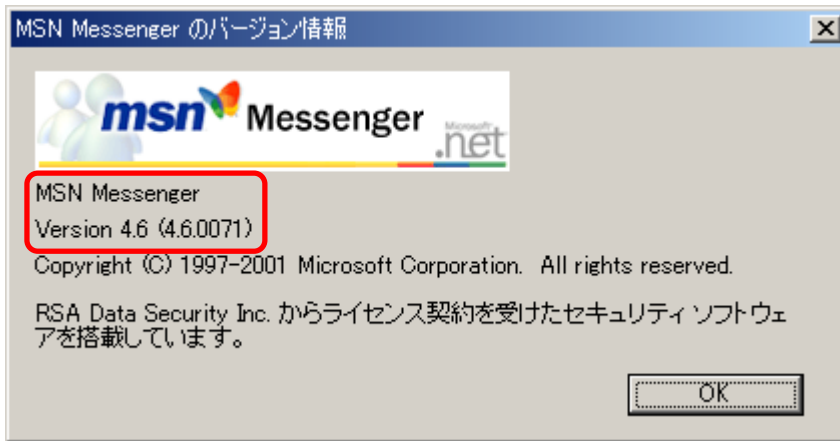 MSN Messenger のバージョン情報
msn Messenger
Microsoft
.net
MSN Messenger
Version 4.6 (4.6.0071)
Copyright (C) 1997-2001 Microsoft Corporation. All rights reserved.
RSA Data Security Inc. からライセンス契約を受けたセキュリティ ソフトウェ
アを搭載しています。
OK